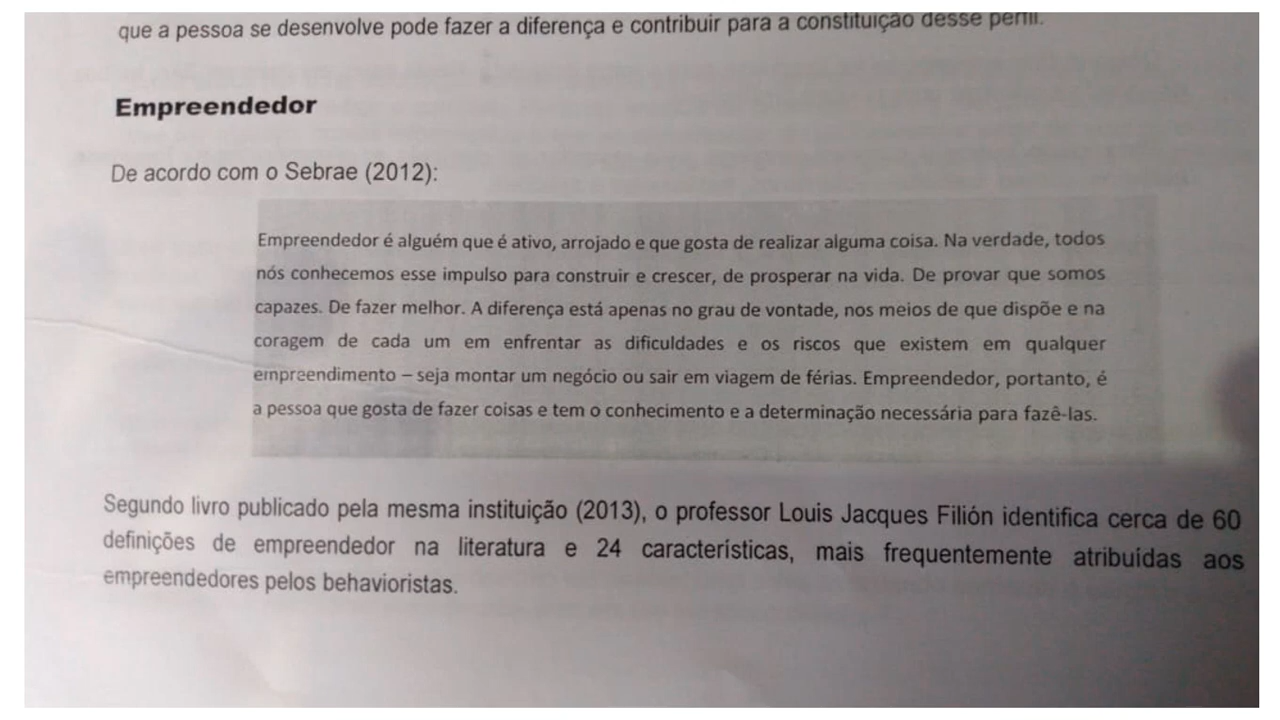 que a pessoa se desenvolve pode fazer a diferença e contribuir para a constituição desse perfil.
Empreendedor
De acordo com o Sebrae (2012):
Empreendedor é alguém que é ativo, arrojado e que gosta de realizar alguma coisa. Na verdade, todos
nós conhecemos esse impulso para construir e crescer, de prosperar na vida. De provar que somos
capazes. De fazer melhor. A diferença está apenas no grau de vontade, nos meios de que dispõe e na
coragem de cada um em enfrentar as dificuldades e os riscos que existem em qualquer
empreendimento – seja montar um negócio ou sair em viagem de férias. Empreendedor, portanto, é
a pessoa que gosta de fazer coisas e tem o conhecimento e a determinação necessária para fazê-las.
Segundo livro publicado pela mesma instituição (2013), o professor Louis Jacques Filión identifica cerca de 60
definições de empreendedor na literatura e 24 características, mais frequentemente atribuídas aos
empreendedores pelos behavioristas.